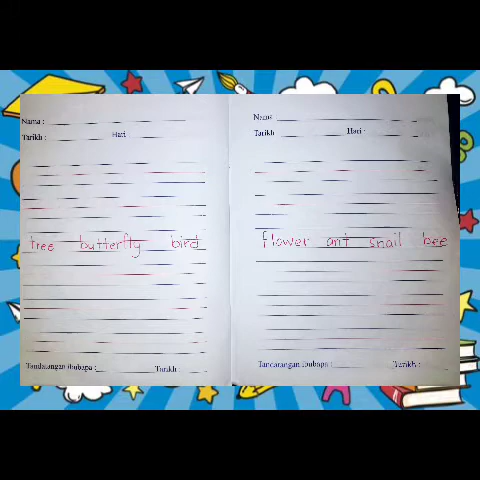 Nama :
Tarikh : Hari
tree butterfly bird
Tandatangan ibubapa : Tarikh :
Nama
Tarikh Hari :
flower ant snail bee
Tandatangan ibubapa : Tarikh :